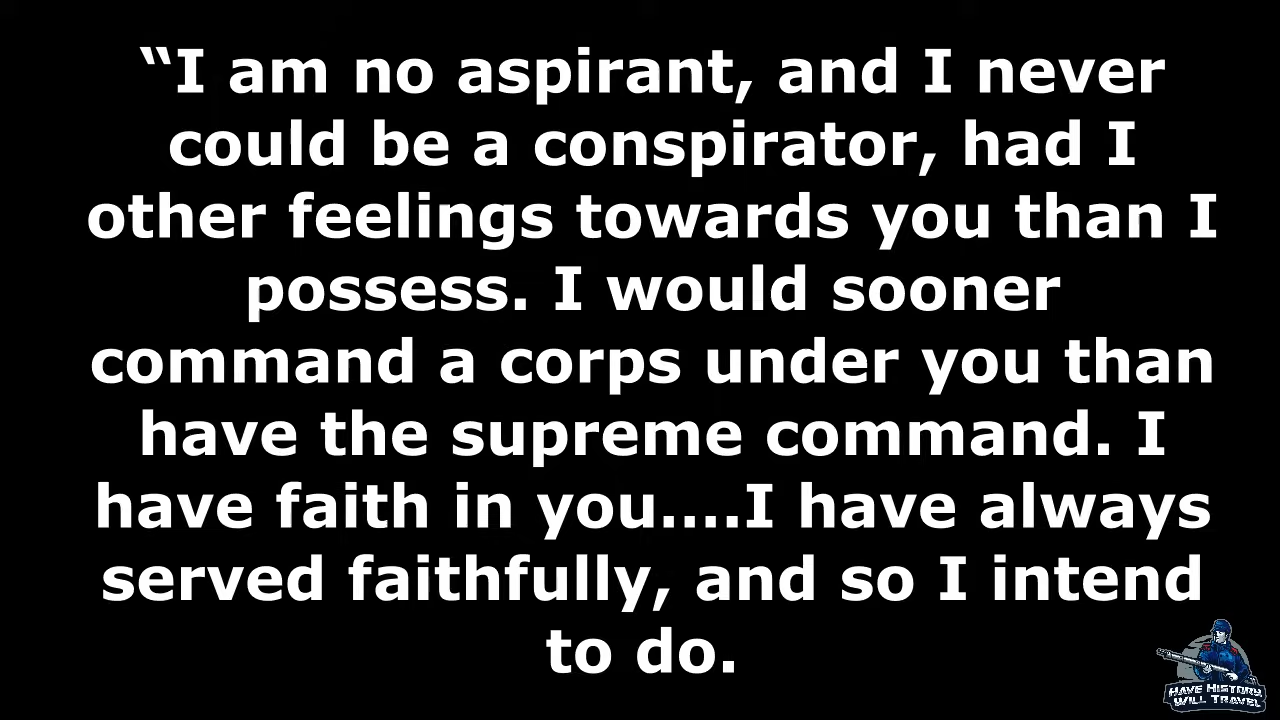 “I am no aspirant, and I never
could be a conspirator, had I
other feelings towards you than I
possess. I would sooner
command a corps under you than
have the supreme command. I
have faith in you....I have always
served faithfully, and so I intend
to do.
HAVE HISTORY
WILL TRAVEL